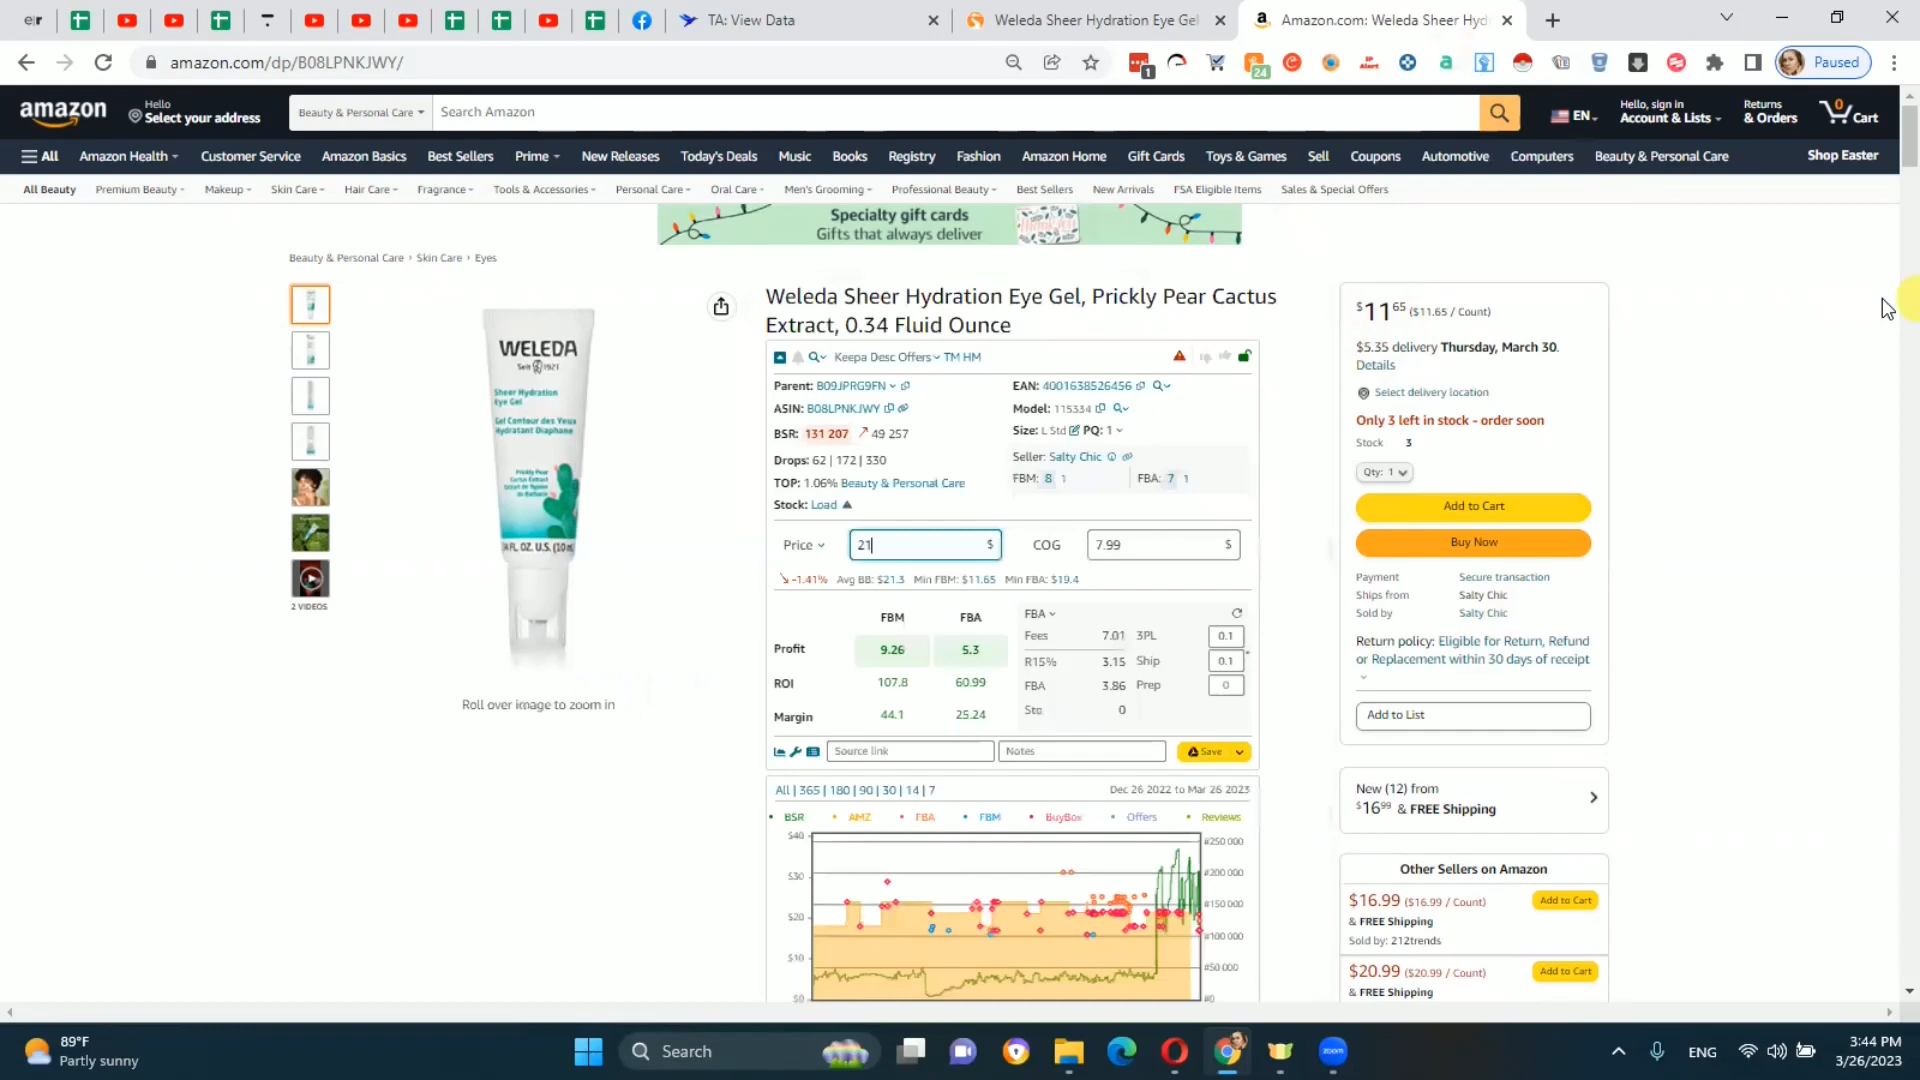 TA: View Data
Weleda Sheer Hydration Eye Gel
Amazon.com: Weleda Sheer Hydr
amazon.com/dp/B08LPNKJWY/
1
24
Paused
amazon
Hello
Select your address
Beauty & Personal Care
Search Amazon
EN
Hello, sign in
Account & Lists
Returns
& Orders
0
Cart
All
Amazon Health
Customer Service
Amazon Basics
Best Sellers
Prime
New Releases
Today's Deals
Music
Books
Registry
Fashion
Amazon Home
Gift Cards
Toys & Games
Sell
Coupons
Automotive
Computers
Beauty & Personal Care
Shop Easter
All Beauty
Premium Beauty
Makeup
Skin Care
Hair Care
Fragrance
Tools & Accessories
Personal Care
Oral Care
Men's Grooming
Professional Beauty
Best Sellers
New Arrivals
FSA Eligible Items
Sales & Special Offers
Specialty gift cards
Gifts that always deliver
Beauty & Personal Care › Skin Care › Eyes
WELEDA
Seit 1921
Sheer Hydration
Eye Gel
Gel Contour des Yeux
Hydratant Diaphane
Prickly Pear
Cactus Extract
2 VIDEOS
Roll over image to zoom in
Weleda Sheer Hydration Eye Gel, Prickly Pear Cactus
Extract, 0.34 Fluid Ounce
Keepa Desc Offers TM HM
Parent: B09JPRG9FN
EAN: 4001638526456
ASIN: B08LPNKJWY
Model: 115334
BSR: 131 207 49 257
Size: L Std PQ: 1
Drops: 62 | 172 | 330
Seller: Salty Chic
TOP: 1.06% Beauty & Personal Care
FBM: 8 1
FBA: 7 1
Stock: Load
Price
21 $
COG
7.99 $
-1.41% Avg BB: $21.3 Min FBM: $11.65 Min FBA: $19.4
FBM FBA
Profit 9.26 5.3
ROI 107.8 60.99
Margin 44.1 25.24
FBA
Fees 7.01 3PL 0.1
R15% 3.15 Ship 0.1
FBA 3.86 Prep 0
Sto 0
Source link
Notes
Save
All | 365 | 180 | 90 | 30 | 14 | 7
Dec 26 2022 to Mar 26 2023
BSR AMZ FBA FBM BuyBox Offers Reviews
$40
$30
$20
$10
$0
#250 000
#200 000
#150 000
#100 000
#50 000
#0
$11 65 ($11.65 / Count)
$5.35 delivery Thursday, March 30.
Details
Select delivery location
Only 3 left in stock - order soon
Stock 3
Qty: 1
Add to Cart
Buy Now
Payment Secure transaction
Ships from Salty Chic
Sold by Salty Chic
Return policy: Eligible for Return, Refund
or Replacement within 30 days of receipt
Add to List
New (12) from
$16 99 & FREE Shipping
Other Sellers on Amazon
$16.99 ($16.99 / Count)
Add to Cart
& FREE Shipping
Sold by: 212trends
$20.99 ($20.99 / Count)
Add to Cart
& FREE Shipping
89°F
Partly sunny
Search
zoom
ENG
3:44 PM
3/26/2023